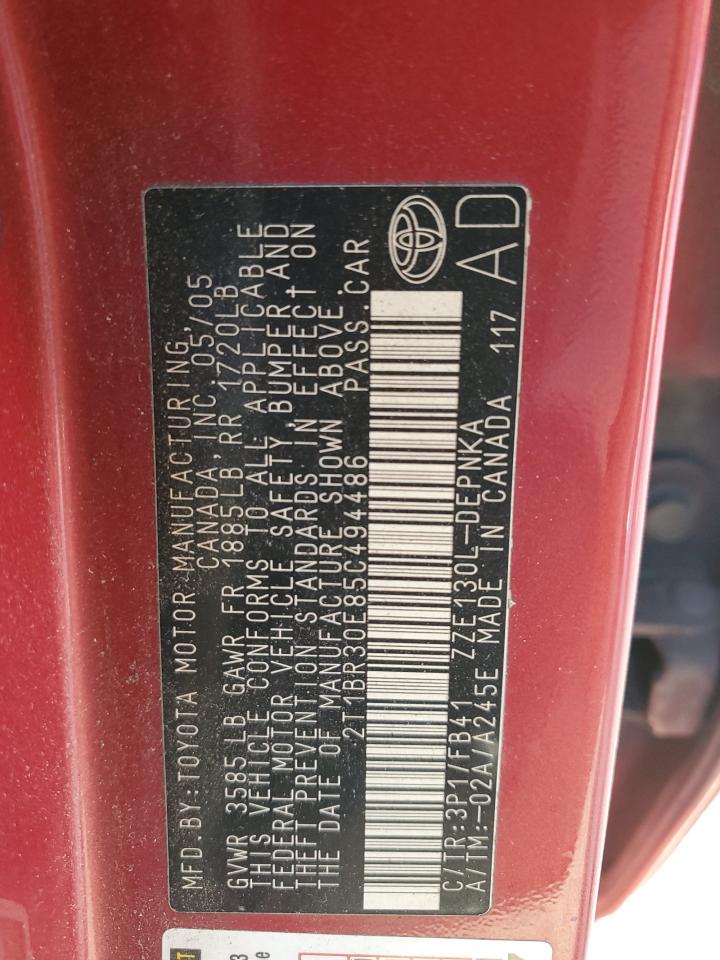 MFD BY:TOYOTA MOTOR MANUFACTURING,
CANADA, INC. 05/05
GVWR 3585 LB GAWR FR 1885LB, RR 1720LB
THIS VEHICLE CONFORMS TO ALL APPLICABLE
FEDERAL MOTOR VEHICLE SAFETY, BUMPER AND
THEFT PREVENTION STANDARDS IN EFFECT ON
THE DATE OF MANUFACTURE SHOWN ABOVE.
2T1BR30E85C494486 PASS.CAR
C/TR:3P1/FB41 ZZE130L-DEPNKA
A/TM:-02A/A245E MADE IN CANADA 117
AD